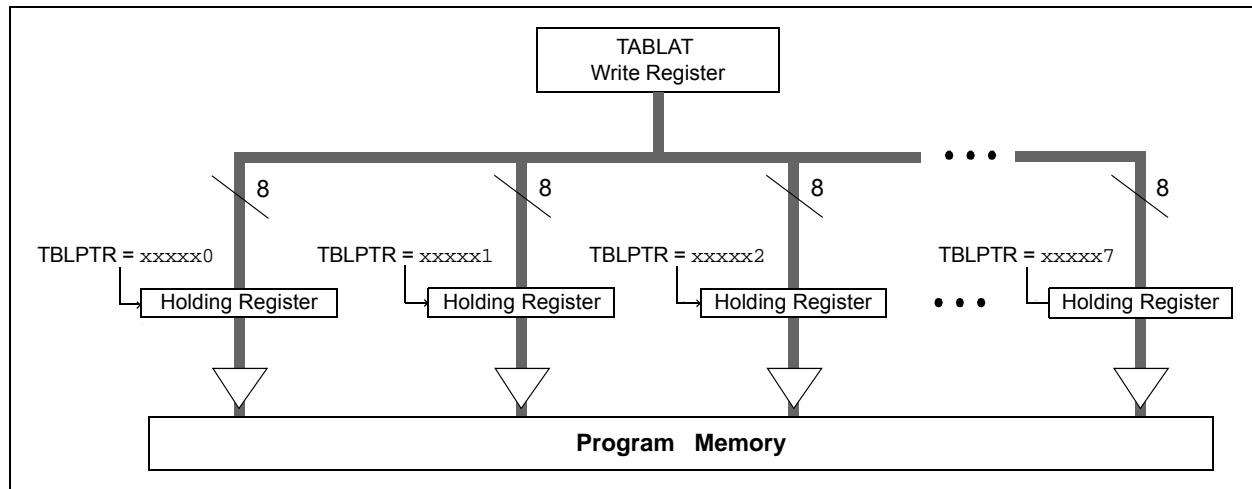 TABLAT
Write Register
8 8 8 8
TBLPTR = xxxxx0 TBLPTR = xxxxx1 TBLPTR = xxxxx2 TBLPTR = xxxxx7
Holding Register Holding Register Holding Register Holding Register
Program Memory